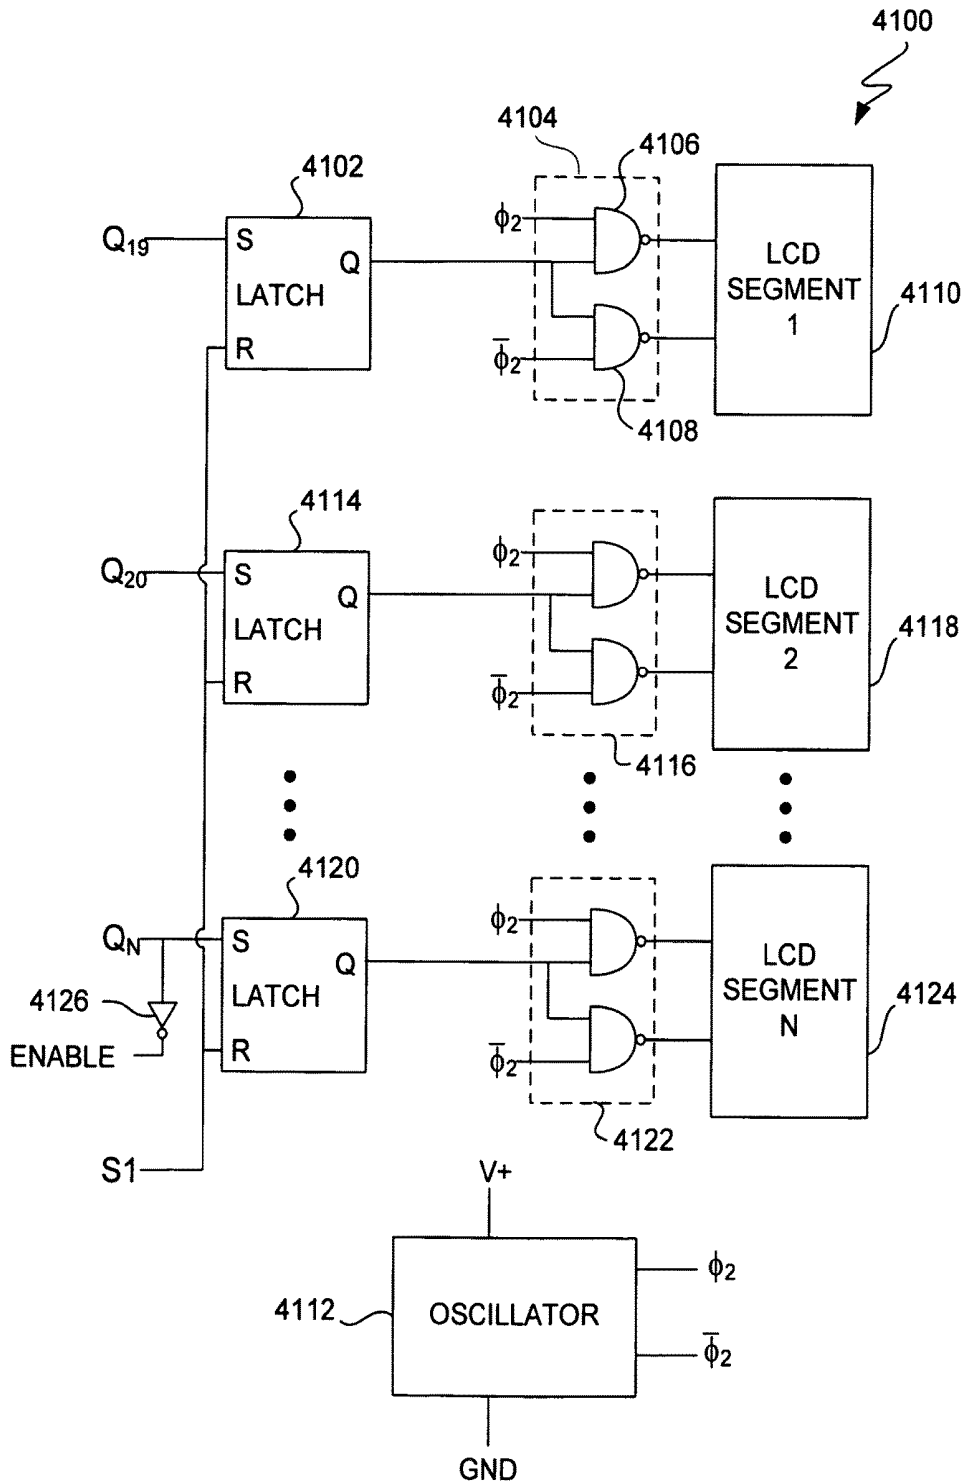 4100
4104
4106
4102
Q19
S
LATCH
R
Q
ϕ2
ϕ̅2
LCD
SEGMENT
1
4110
4108
4114
Q20
S
LATCH
R
Q
ϕ2
ϕ̅2
LCD
SEGMENT
2
4118
4116
4120
QN
S
LATCH
R
Q
ϕ2
ϕ̅2
LCD
SEGMENT
N
4124
4126
ENABLE
4122
S1
V+
4112
OSCILLATOR
ϕ2
ϕ̅2
GND